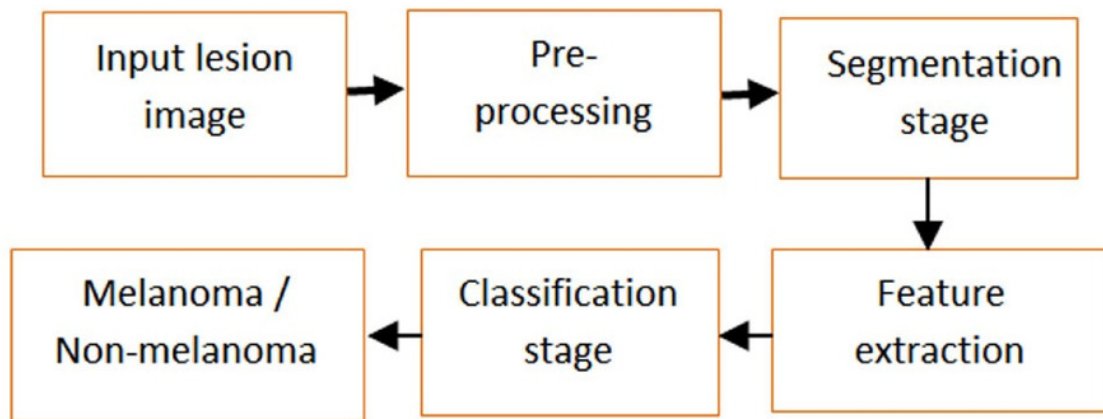 Input lesion
image
Pre-
processing
Segmentation
stage
Feature
extraction
Classification
stage
Melanoma /
Non-melanoma